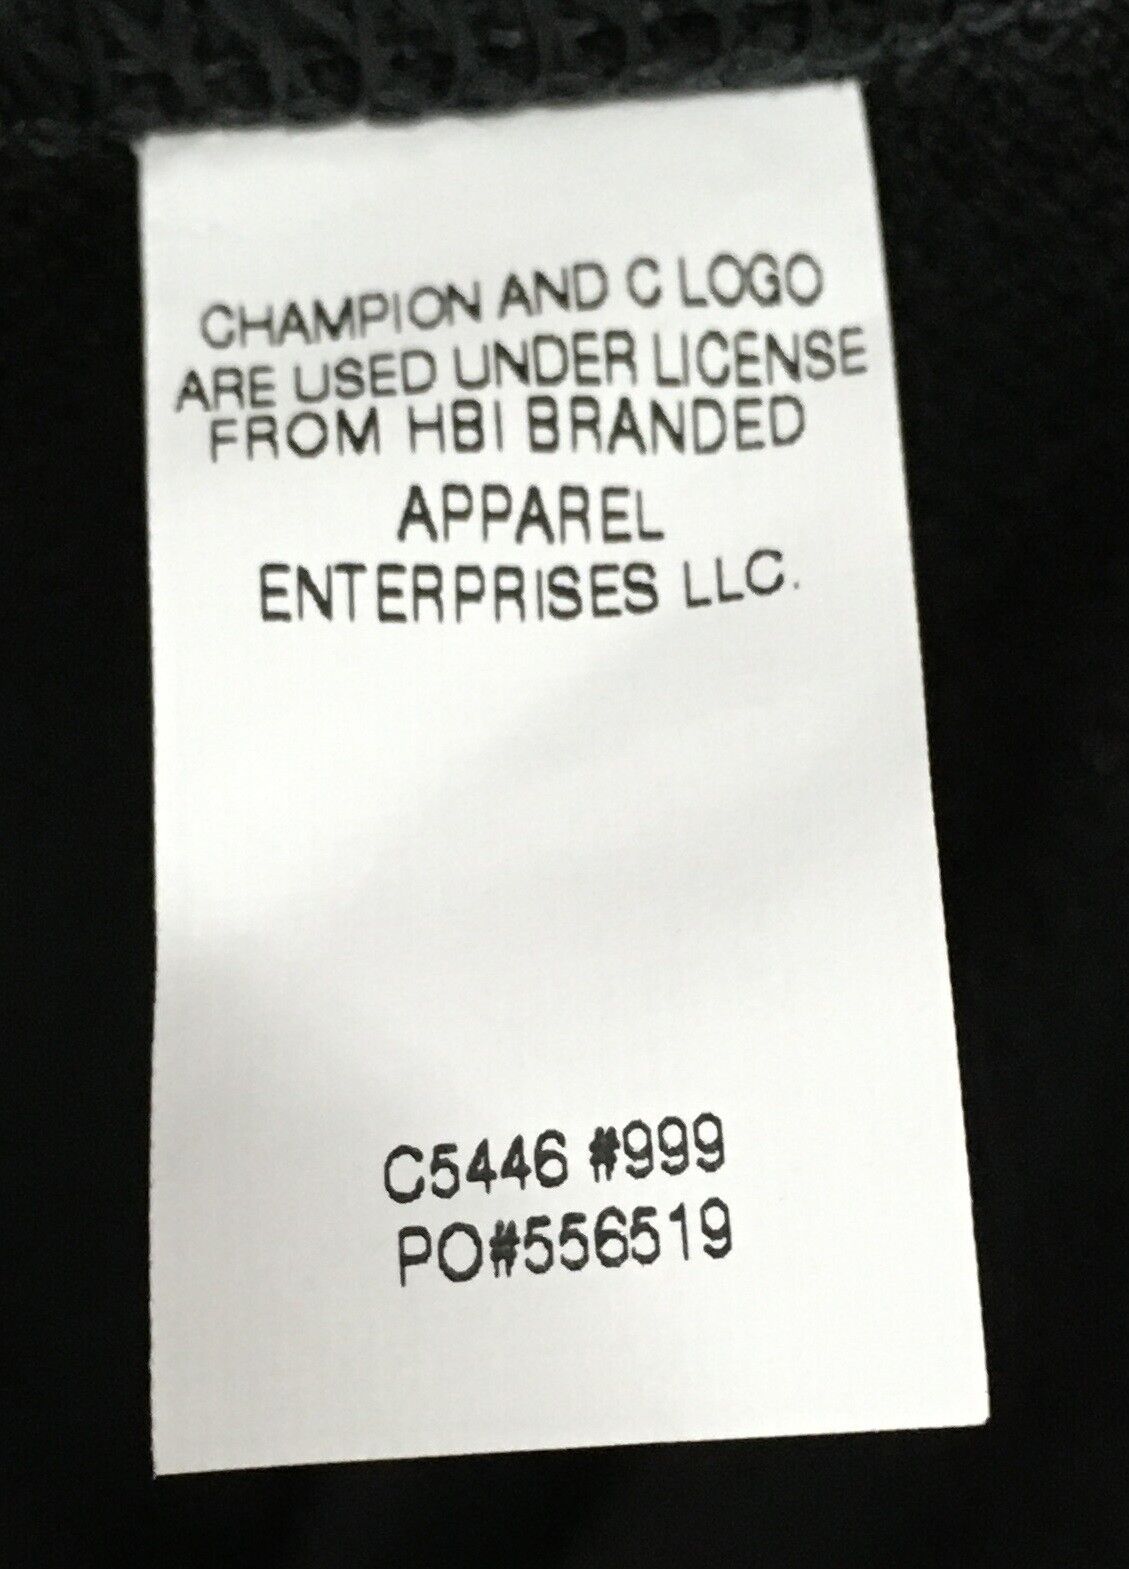 CHAMPION AND C LOGO
ARE USED UNDER LICENSE
FROM HBI BRANDED
APPAREL
ENTERPRISES LLC.
C5446 #999
PO#556519